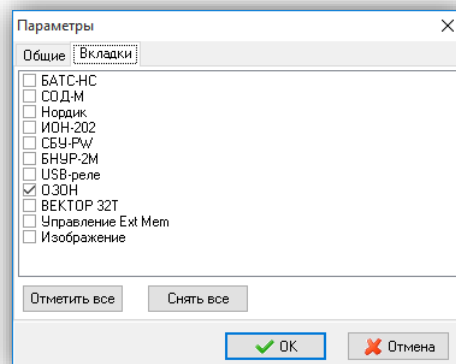 Параметры
Общие Вкладки
БАТС-НС
СОД-М
Нордик
ИОН-202
СБУ-PW
БНУР-2М
USB-реле
ОЗОН
ВЕКТОР 32Т
Управление Ext Mem
Изображение
Отметить все Снять все
OK Отмена